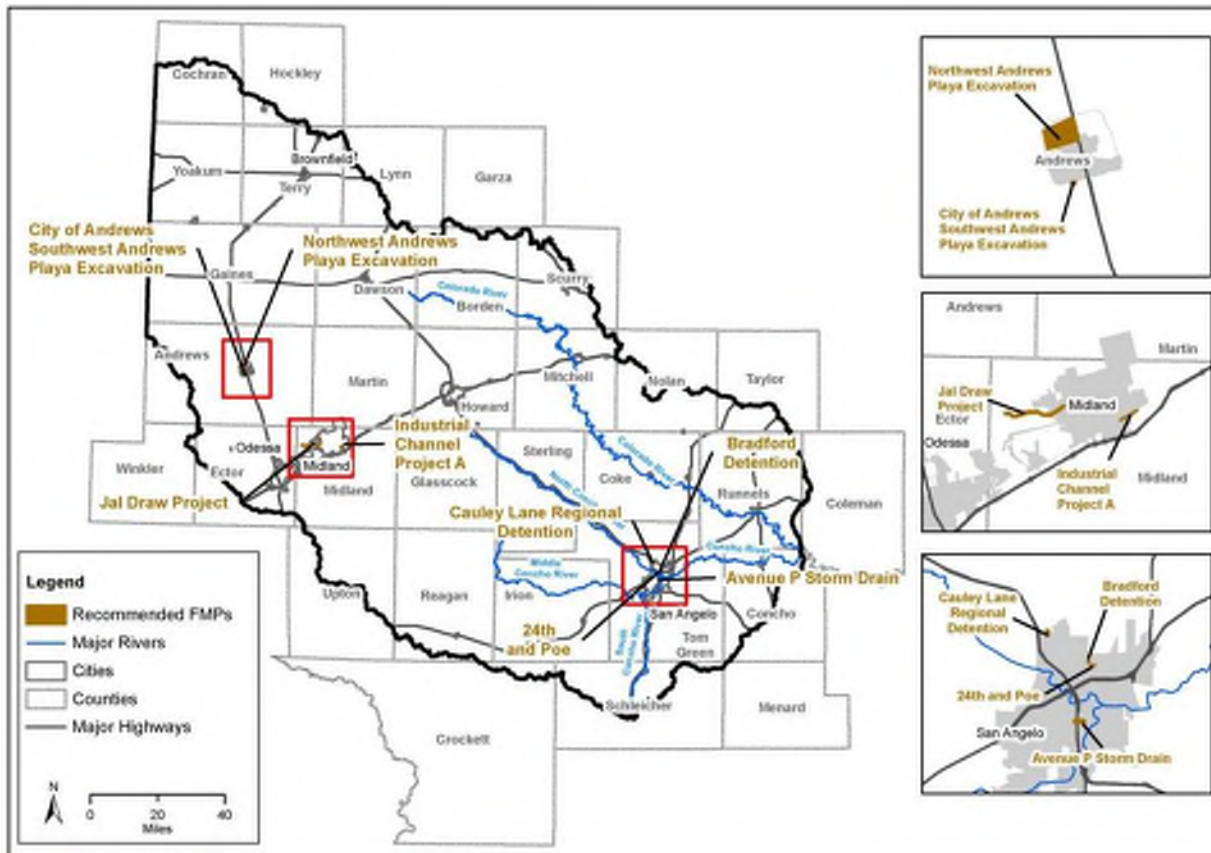 Cochran
Hockley
Brownfield
Yoakum
Terry
Lynn
Garza
City of Andrews
Southwest Andrews
Playa Excavation
Northwest Andrews
Playa Excavation
Gaines
Dawson
Colorado River
Borden
Scurry
Andrews
Martin
Howard
Mitchell
Nolan
Taylor
Industrial
Channel
Project A
Odessa
Midland
Winkler
Ector
Midland
Glasscock
Sterling
Coke
Colorado River
Bradford
Detention
Runnels
Coleman
Jal Draw Project
Cauley Lane Regional
Detention
North
Concho River
Middle
Concho River
Avenue P Storm Drain
Upton
Reagan
Irion
San Angelo
Concho
24th
and Poe
South
Concho River
Tom
Green
Schleicher
Menard
Crockett
Legend
Recommended FMPs
Major Rivers
Cities
Counties
Major Highways
N
0 20 40
Miles
Northwest Andrews
Playa Excavation
Andrews
City of Andrews
Southwest Andrews
Playa Excavation
Andrews
Martin
Jal Draw
Project
Ector
Midland
Odessa
Industrial
Channel
Project A
Midland
Cauley Lane
Regional
Detention
Bradford
Detention
24th and Poe
San Angelo
Avenue P Storm Drain